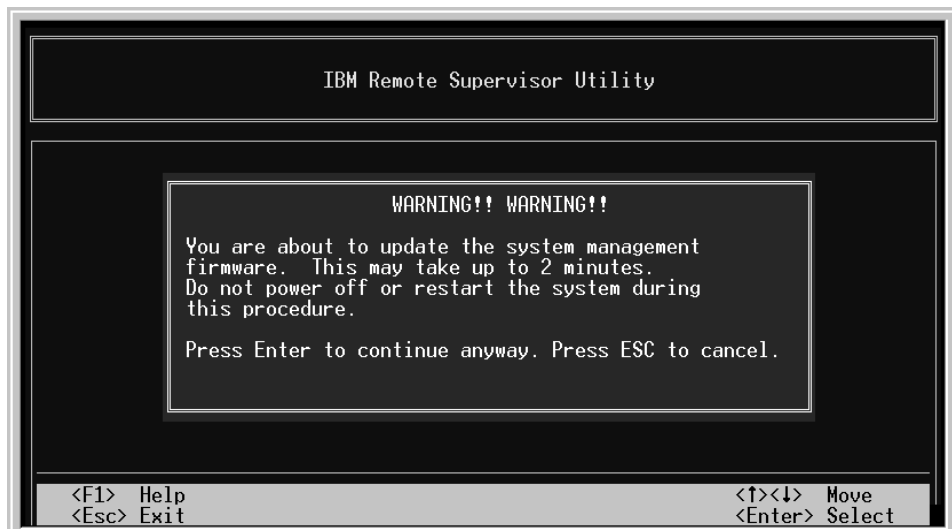 IBM Remote Supervisor Utility
WARNING!! WARNING!!
You are about to update the system management
firmware.  This may take up to 2 minutes.
Do not power off or restart the system during
this procedure.
Press Enter to continue anyway. Press ESC to cancel.
<F1>  Help <↑><↓>  Move
<Esc> Exit <Enter> Select